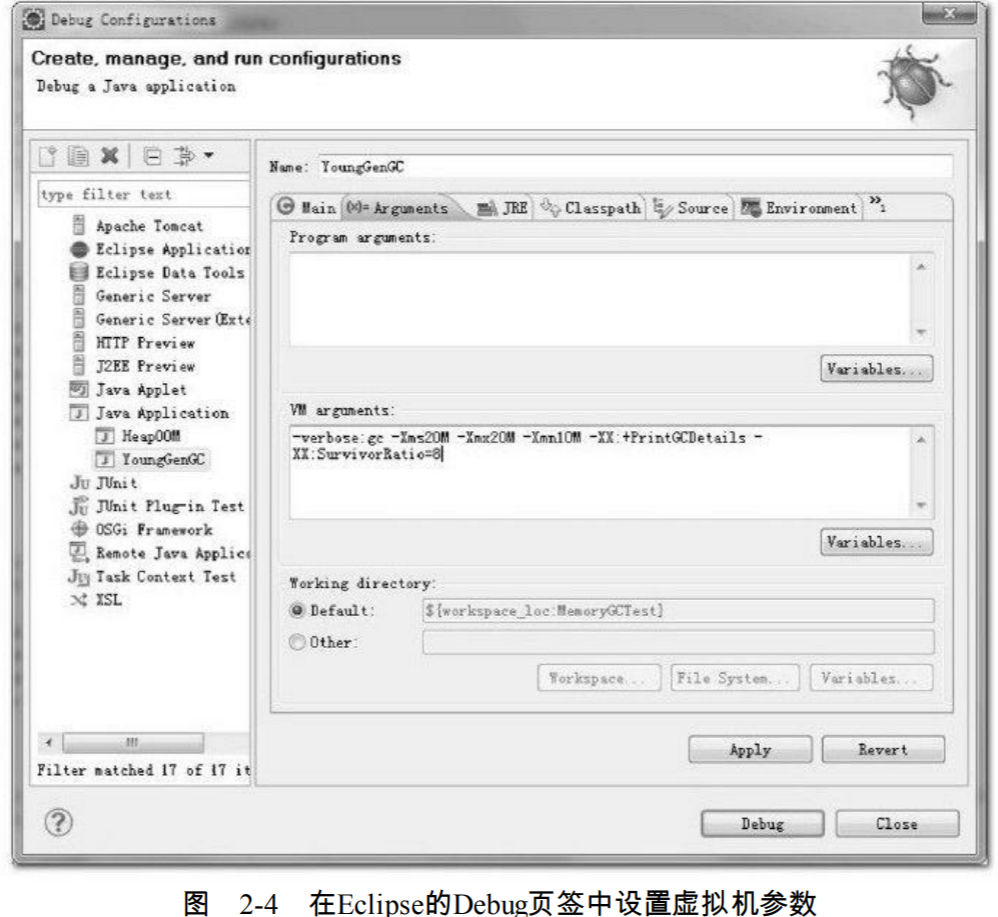 Debug Configurations
Create, manage, and run configurations
Debug a Java application
type filter text
Apache Tomcat
Eclipse Application
Eclipse Data Tools
Generic Server
Generic Server(Exte
HTTP Preview
J2EE Preview
Java Applet
Java Application
HeapOOM
YoungGenGC
JUnit
JUnit Plug-in Test
OSGi Framework
Remote Java Applica
Task Context Test
XSL
Filter matched 17 of 17 it
Name: YoungGenGC
Main (x)= Arguments JRE Classpath Source Environment »1
Program arguments:
Variables...
VM arguments:
-verbose:gc -Xms20M -Xmx20M -Xmn10M -XX:+PrintGCDetails -
XX:SurvivorRatio=8
Variables...
Working directory:
Default: ${workspace_loc:MemoryGCTest}
Other:
Workspace... File System... Variables...
Apply Revert
Debug Close
图 2-4 在Eclipse的Debug页签中设置虚拟机参数